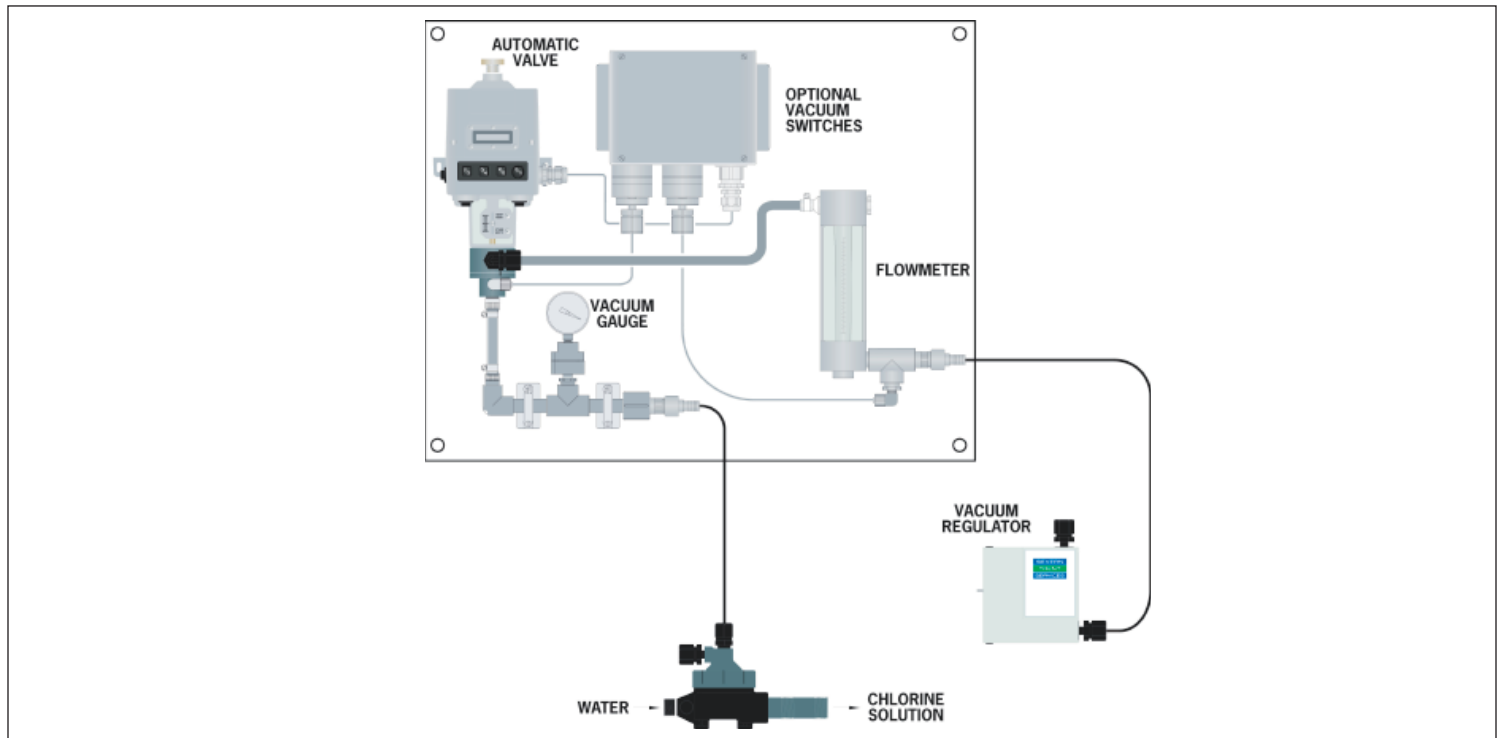 AUTOMATIC
VALVE
OPTIONAL
VACUUM
SWITCHES
FLOWMETER
VACUUM
GAUGE
VACUUM
REGULATOR
WATER
CHLORINE
SOLUTION